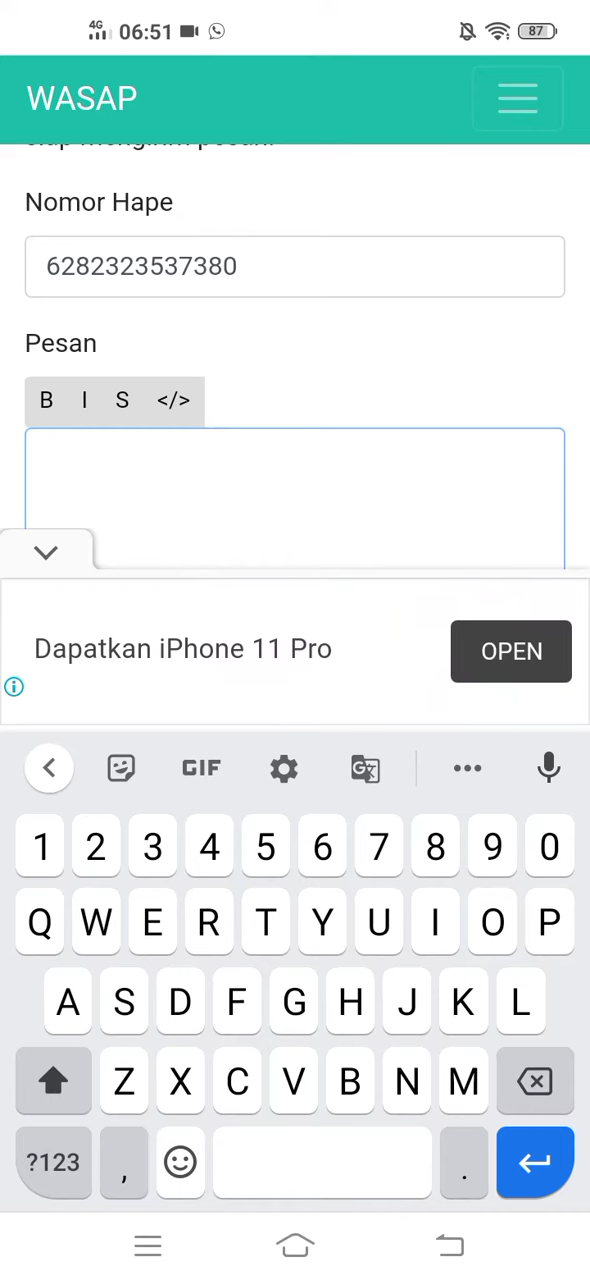 4G 06:51 87
WASAP
Nomor Hape
6282323537380
Pesan
B I S </>
Dapatkan iPhone 11 Pro OPEN
GIF
1 2 3 4 5 6 7 8 9 0
Q W E R T Y U I O P
A S D F G H J K L
Z X C V B N M
?123 , .